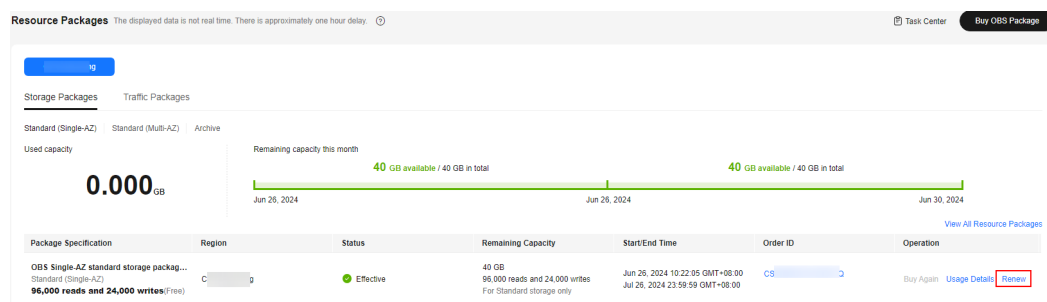 Resource Packages The displayed data is not real time. There is approximately one hour delay.
Task Center Buy OBS Package
Storage Packages Traffic Packages
Standard (Single-AZ) Standard (Multi-AZ) Archive
Used capacity Remaining capacity this month
40 GB available / 40 GB in total 40 GB available / 40 GB in total
0.000 GB
Jun 26, 2024 Jun 26, 2024 Jun 30, 2024
View All Resource Packages
Package Specification Region Status Remaining Capacity Start/End Time Order ID Operation
OBS Single-AZ standard storage packag... 40 GB
Standard (Single-AZ) Effective 96,000 reads and 24,000 writes Jun 26, 2024 10:22:05 GMT+08:00 Buy Again Usage Details Renew
96,000 reads and 24,000 writes(Free) For Standard storage only Jul 26, 2024 23:59:59 GMT+08:00